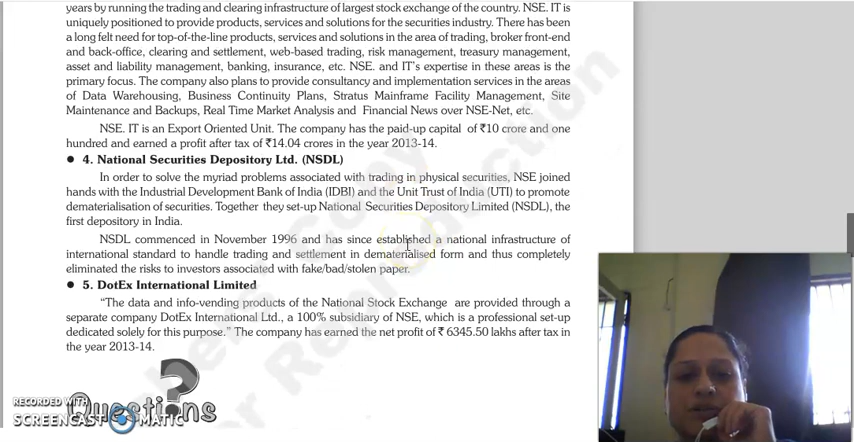 years by running the trading and clearing infrastructure of largest stock exchange of the country. NSE. IT is
uniquely positioned to provide products, services and solutions for the securities industry. There has been
a long felt need for top-of-the-line products, services and solutions in the area of trading, broker front-end
and back-office, clearing and settlement, web-based trading, risk management, treasury management,
asset and liability management, banking, insurance, etc. NSE. and IT's expertise in these areas is the
primary focus. The company also plans to provide consultancy and implementation services in the areas
of Data Warehousing, Business Continuity Plans, Stratus Mainframe Facility Management, Site
Maintenance and Backups, Real Time Market Analysis and Financial News over NSE-Net, etc.
NSE. IT is an Export Oriented Unit. The company has the paid-up capital of ₹10 crore and one
hundred and earned a profit after tax of ₹14.04 crores in the year 2013-14.
● 4. National Securities Depository Ltd. (NSDL)
In order to solve the myriad problems associated with trading in physical securities, NSE joined
hands with the Industrial Development Bank of India (IDBI) and the Unit Trust of India (UTI) to promote
dematerialisation of securities. Together they set-up National Securities Depository Limited (NSDL), the
first depository in India.
NSDL commenced in November 1996 and has since established a national infrastructure of
international standard to handle trading and settlement in dematerialised form and thus completely
eliminated the risks to investors associated with fake/bad/stolen paper.
● 5. DotEx International Limited
"The data and info-vending products of the National Stock Exchange are provided through a
separate company DotEx International Ltd., a 100% subsidiary of NSE, which is a professional set-up
dedicated solely for this purpose." The company has earned the net profit of ₹ 6345.50 lakhs after tax in
the year 2013-14.
?
Questions
RECORDED WITH
SCREENCAST MATIC